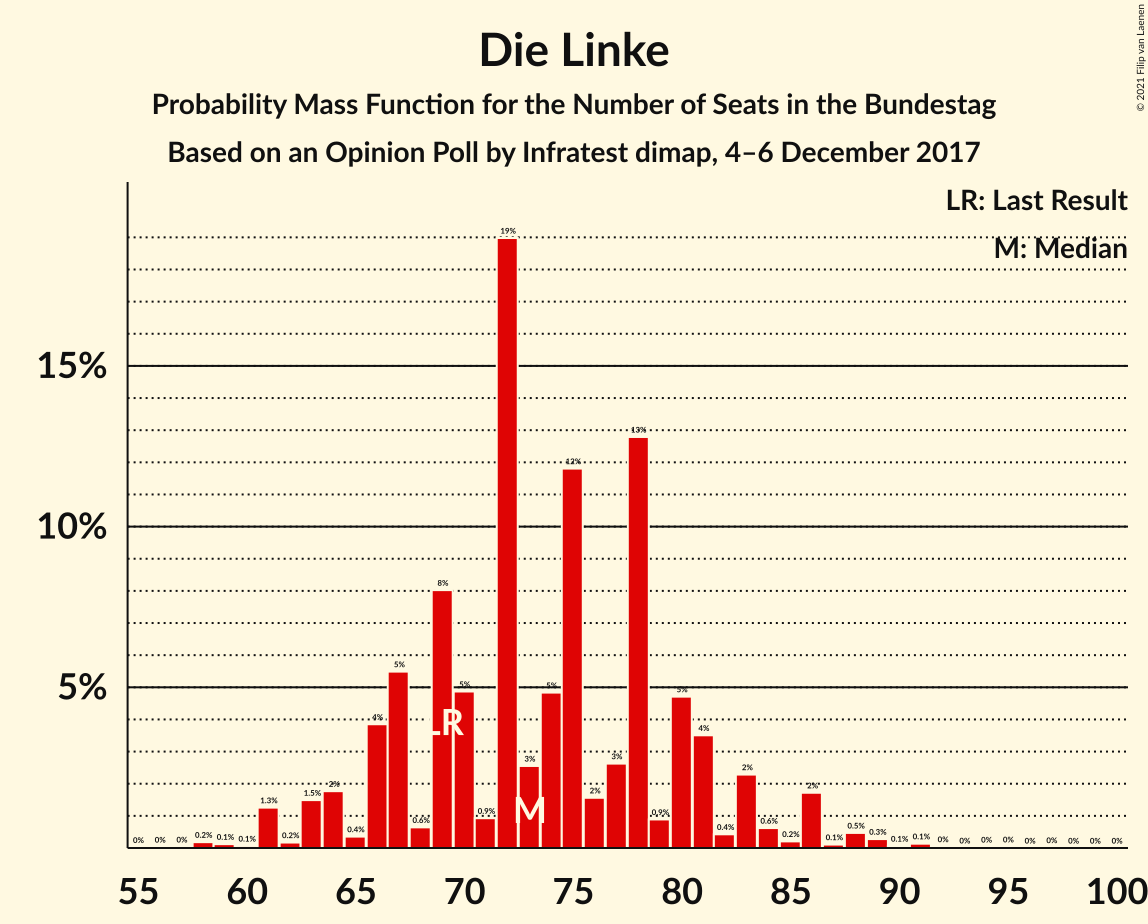 Die Linke
Probability Mass Function for the Number of Seats in the Bundestag
Based on an Opinion Poll by Infratest dimap, 4–6 December 2017
© 2021 Filip van Laenen
LR: Last Result
M: Median
15%
10%
5%
0% 0% 0% 0.2% 0.1% 0.1% 1.3% 0.2% 1.5% 2% 0.4% 4% 5% 0.6% 8% 5% 0.9% 19% 3% 5% 12% 2% 3% 13% 0.9% 5% 4% 0.4% 2% 0.6% 0.2% 2% 0.1% 0.5% 0.3% 0.1% 0.1% 0% 0% 0% 0% 0% 0% 0% 0% 0%
LR
M
55 60 65 70 75 80 85 90 95 100